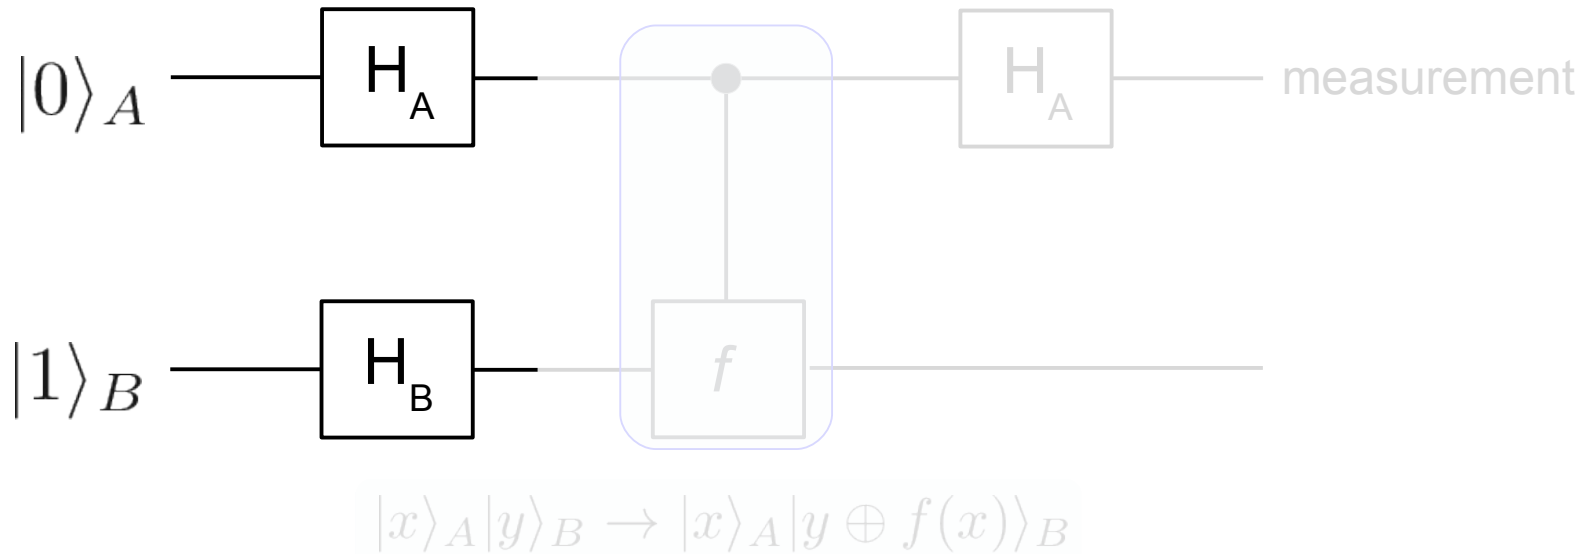 |0⟩_A H_A H_A measurement
|1⟩_B H_B f
|x⟩_A|y⟩_B → |x⟩_A|y ⊕ f(x)⟩_B